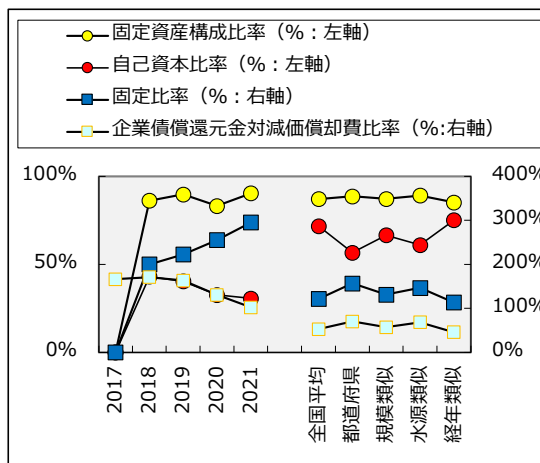 固定資産構成比率（%：左軸）
自己資本比率（%：左軸）
固定比率（%：右軸）
企業債償還元金対減価償却費比率（%:右軸）
100%
50%
0%
400%
300%
200%
100%
0%
2017
2018
2019
2020
2021
全国平均
都道府県
規模類似
水源類似
経年類似